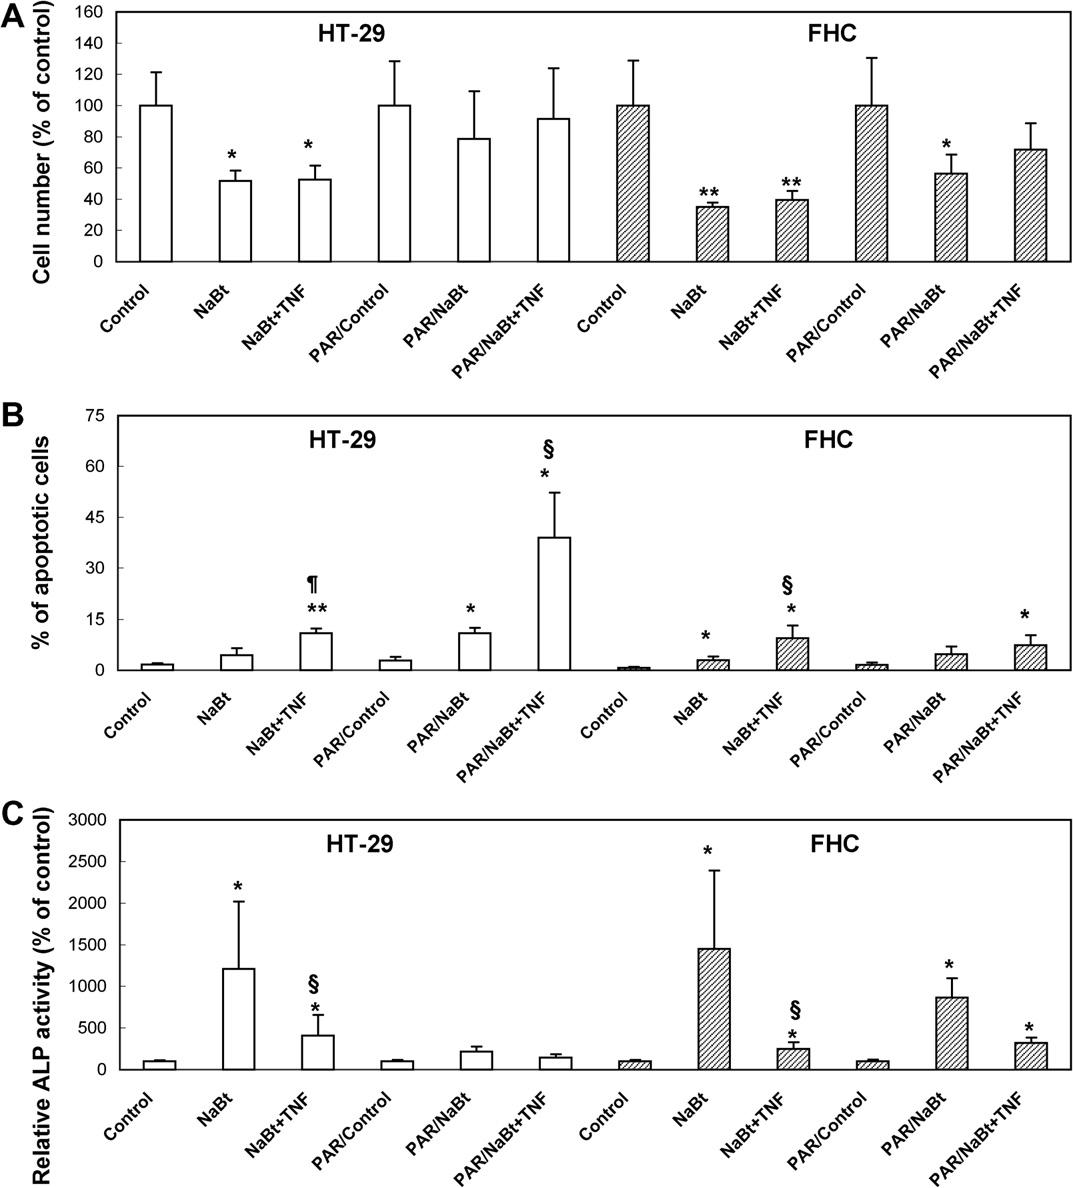 A
Cell number (% of control)
160
140
120
100
80
60
40
20
0
HT-29
FHC
*
*
**
**
*
Control
NaBt
NaBt+TNF
PAR/Control
PAR/NaBt
PAR/NaBt+TNF
Control
NaBt
NaBt+TNF
PAR/Control
PAR/NaBt
PAR/NaBt+TNF
B
% of apoptotic cells
75
60
45
30
15
0
HT-29
FHC
¶
**
*
§
*
*
§
*
*
Control
NaBt
NaBt+TNF
PAR/Control
PAR/NaBt
PAR/NaBt+TNF
Control
NaBt
NaBt+TNF
PAR/Control
PAR/NaBt
PAR/NaBt+TNF
C
Relative ALP activity (% of control)
3000
2500
2000
1500
1000
500
0
HT-29
FHC
*
§
*
*
§
*
*
*
Control
NaBt
NaBt+TNF
PAR/Control
PAR/NaBt
PAR/NaBt+TNF
Control
NaBt
NaBt+TNF
PAR/Control
PAR/NaBt
PAR/NaBt+TNF